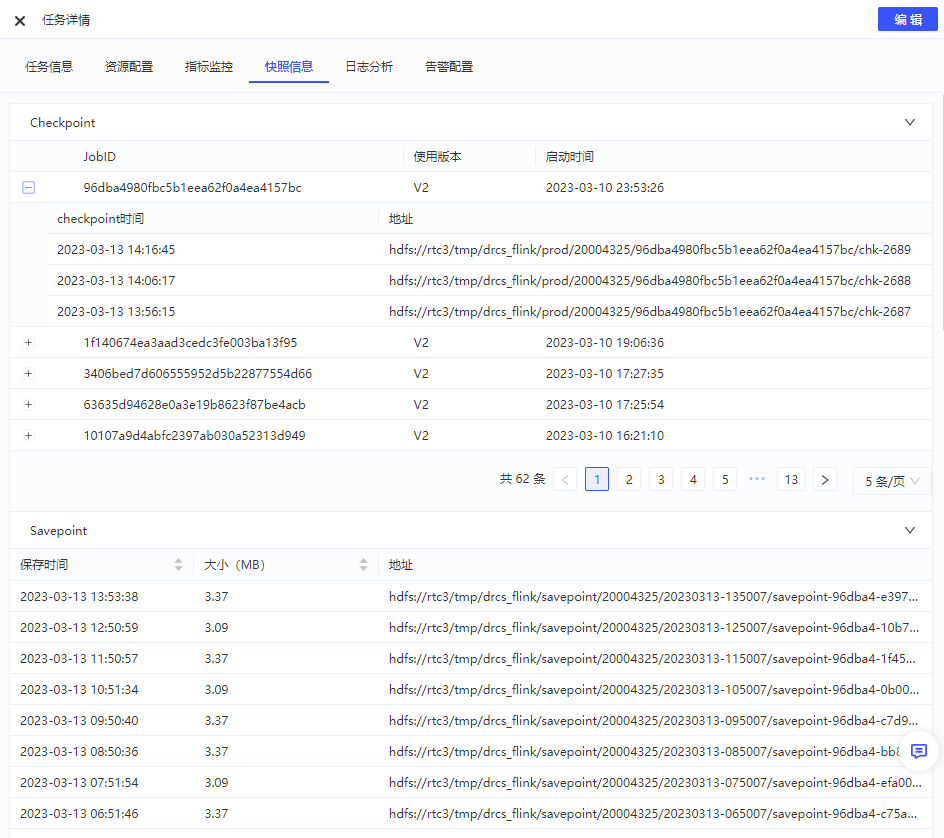 任务详情
编 辑
任务信息 资源配置 指标监控 快照信息 日志分析 告警配置
Checkpoint
JobID 使用版本 启动时间
96dba4980fbc5b1eea62f0a4ea4157bc V2 2023-03-10 23:53:26
checkpoint时间 地址
2023-03-13 14:16:45 hdfs://rtc3/tmp/drcs_flink/prod/20004325/96dba4980fbc5b1eea62f0a4ea4157bc/chk-2689
2023-03-13 14:06:17 hdfs://rtc3/tmp/drcs_flink/prod/20004325/96dba4980fbc5b1eea62f0a4ea4157bc/chk-2688
2023-03-13 13:56:15 hdfs://rtc3/tmp/drcs_flink/prod/20004325/96dba4980fbc5b1eea62f0a4ea4157bc/chk-2687
1f140674ea3aad3cedc3fe003ba13f95 V2 2023-03-10 19:06:36
3406bed7d606555952d5b22877554d66 V2 2023-03-10 17:27:35
63635d94628e0a3e19b8623f87be4acb V2 2023-03-10 17:25:54
10107a9d4abfc2397ab030a52313d949 V2 2023-03-10 16:21:10
共 62 条 < 1 2 3 4 5 ••• 13 > 5 条/页
Savepoint
保存时间 大小（MB） 地址
2023-03-13 13:53:38 3.37 hdfs://rtc3/tmp/drcs_flink/savepoint/20004325/20230313-135007/savepoint-96dba4-e397...
2023-03-13 12:50:59 3.09 hdfs://rtc3/tmp/drcs_flink/savepoint/20004325/20230313-125007/savepoint-96dba4-10b7...
2023-03-13 11:50:57 3.37 hdfs://rtc3/tmp/drcs_flink/savepoint/20004325/20230313-115007/savepoint-96dba4-1f45...
2023-03-13 10:51:34 3.09 hdfs://rtc3/tmp/drcs_flink/savepoint/20004325/20230313-105007/savepoint-96dba4-0b00...
2023-03-13 09:50:40 3.37 hdfs://rtc3/tmp/drcs_flink/savepoint/20004325/20230313-095007/savepoint-96dba4-c7d9...
2023-03-13 08:50:36 3.37 hdfs://rtc3/tmp/drcs_flink/savepoint/20004325/20230313-085007/savepoint-96dba4-bb
2023-03-13 07:51:54 3.09 hdfs://rtc3/tmp/drcs_flink/savepoint/20004325/20230313-075007/savepoint-96dba4-efa00...
2023-03-13 06:51:46 3.37 hdfs://rtc3/tmp/drcs_flink/savepoint/20004325/20230313-065007/savepoint-96dba4-c75a...